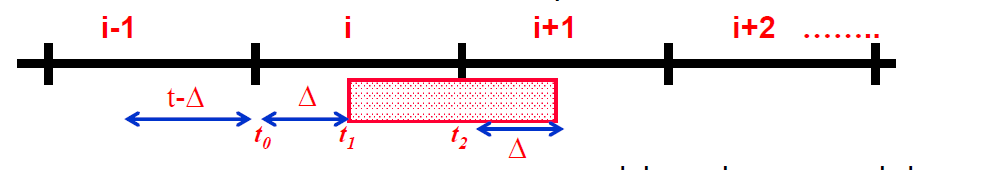 i-1 i i+1 i+2 ........
t-Δ Δ
t₀ t₁ t₂
Δ